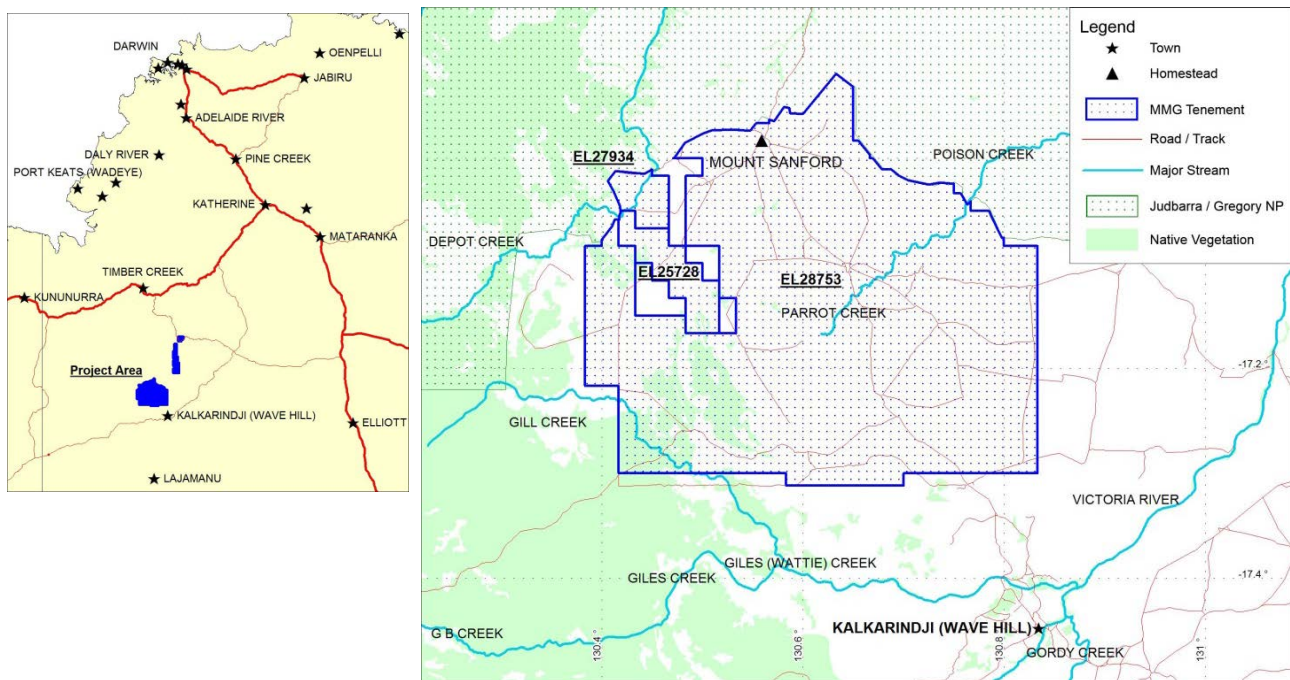 DARWIN
OENPELLI
JABIRU
ADELAIDE RIVER
DALY RIVER
PINE CREEK
PORT KEATS (WADEYE)
KATHERINE
MATARANKA
TIMBER CREEK
KUNUNURRA
Project Area
KALKARINDJI (WAVE HILL)
ELLIOTT
LAJAMANU
EL27934
MOUNT SANFORD
POISON CREEK
DEPOT CREEK
EL25728
EL28753
PARROT CREEK
-17.2 °
GILL CREEK
VICTORIA RIVER
GILES (WATTIE) CREEK
GILES CREEK
-17.4 °
G B CREEK
KALKARINDJI (WAVE HILL)
GORDY CREEK
130.4 °
130.6 °
130.8 °
131 °
Legend
Town
Homestead
MMG Tenement
Road / Track
Major Stream
Judbarra / Gregory NP
Native Vegetation